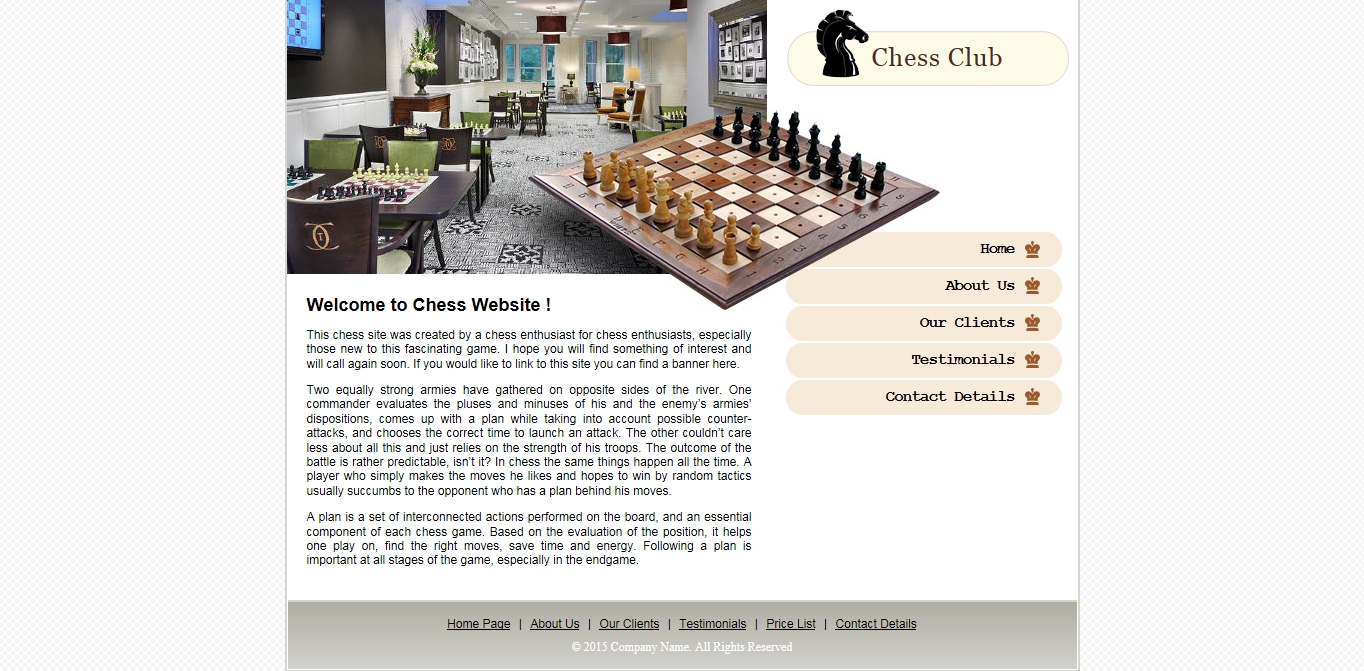 Chess Club
Home
About Us
Our Clients
Testimonials
Contact Details
Welcome to Chess Website !
This chess site was created by a chess enthusiast for chess enthusiasts, especially
those new to this fascinating game. I hope you will find something of interest and
will call again soon. If you would like to link to this site you can find a banner here.
Two equally strong armies have gathered on opposite sides of the river. One
commander evaluates the pluses and minuses of his and the enemy’s armies’
dispositions, comes up with a plan while taking into account possible counter-
attacks, and chooses the correct time to launch an attack. The other couldn’t care
less about all this and just relies on the strength of his troops. The outcome of the
battle is rather predictable, isn’t it? In chess the same things happen all the time. A
player who simply makes the moves he likes and hopes to win by random tactics
usually succumbs to the opponent who has a plan behind his moves.
A plan is a set of interconnected actions performed on the board, and an essential
component of each chess game. Based on the evaluation of the position, it helps
one play on, find the right moves, save time and energy. Following a plan is
important at all stages of the game, especially in the endgame.
Home Page | About Us | Our Clients | Testimonials | Price List | Contact Details
© 2015 Company Name. All Rights Reserved